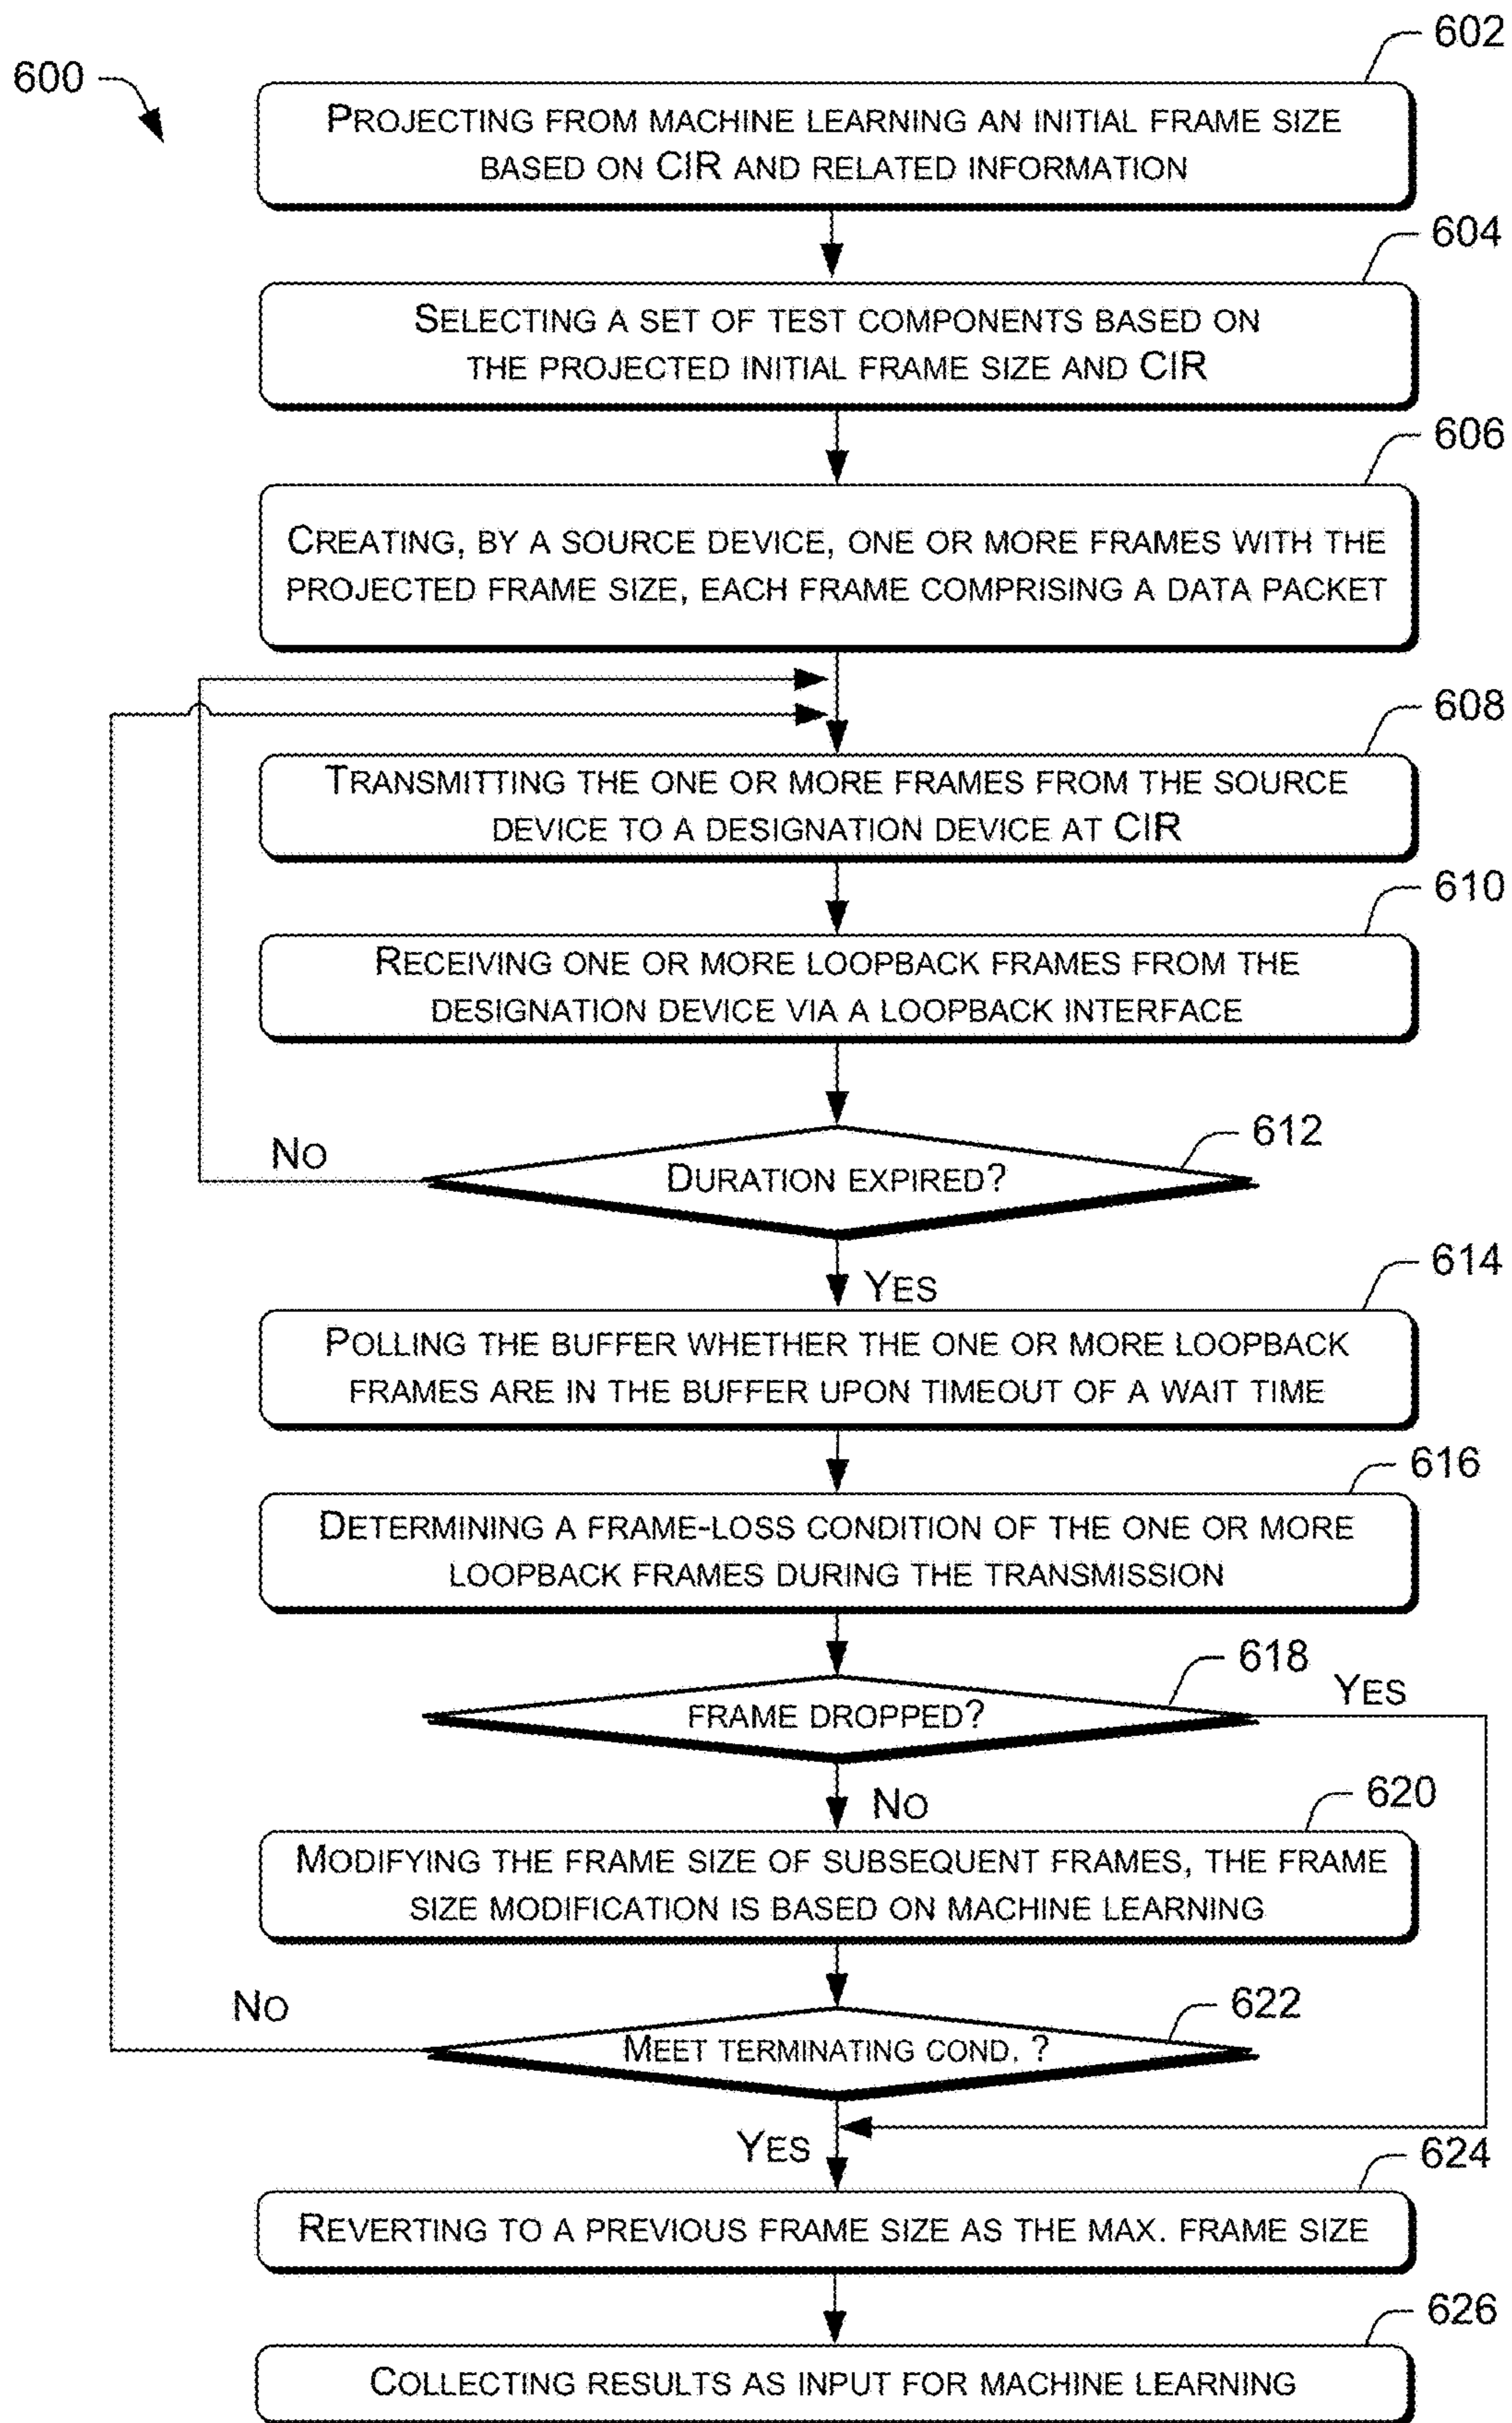 600
602
PROJECTING FROM MACHINE LEARNING AN INITIAL FRAME SIZE
BASED ON CIR AND RELATED INFORMATION
604
SELECTING A SET OF TEST COMPONENTS BASED ON
THE PROJECTED INITIAL FRAME SIZE AND CIR
606
CREATING, BY A SOURCE DEVICE, ONE OR MORE FRAMES WITH THE
PROJECTED FRAME SIZE, EACH FRAME COMPRISING A DATA PACKET
608
TRANSMITTING THE ONE OR MORE FRAMES FROM THE SOURCE
DEVICE TO A DESIGNATION DEVICE AT CIR
610
RECEIVING ONE OR MORE LOOPBACK FRAMES FROM THE
DESIGNATION DEVICE VIA A LOOPBACK INTERFACE
612
NO
DURATION EXPIRED?
YES
614
POLLING THE BUFFER WHETHER THE ONE OR MORE LOOPBACK
FRAMES ARE IN THE BUFFER UPON TIMEOUT OF A WAIT TIME
616
DETERMINING A FRAME-LOSS CONDITION OF THE ONE OR MORE
LOOPBACK FRAMES DURING THE TRANSMISSION
618
FRAME DROPPED?
YES
NO
620
MODIFYING THE FRAME SIZE OF SUBSEQUENT FRAMES, THE FRAME
SIZE MODIFICATION IS BASED ON MACHINE LEARNING
NO
622
MEET TERMINATING COND. ?
YES
624
REVERTING TO A PREVIOUS FRAME SIZE AS THE MAX. FRAME SIZE
626
COLLECTING RESULTS AS INPUT FOR MACHINE LEARNING